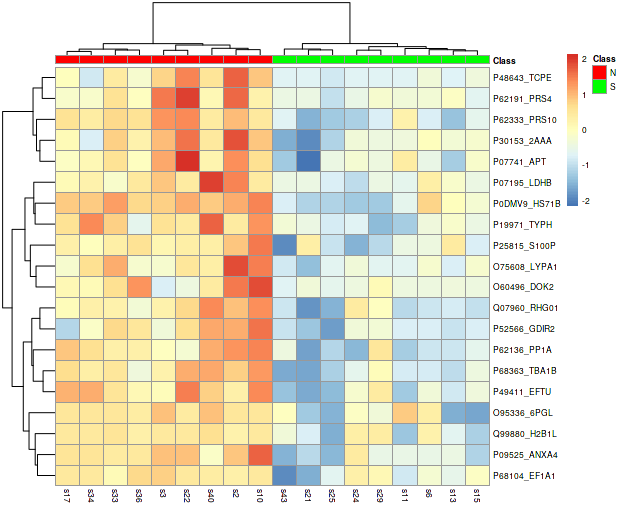 Class
P48643_TCPE
P62191_PRS4
P62333_PRS10
P30153_2AAA
P07741_APT
P07195_LDHB
P0DMV9_HS71B
P19971_TYPH
P25815_S100P
O75608_LYPA1
O60496_DOK2
Q07960_RHG01
P52566_GDIR2
P62136_PP1A
P68363_TBA1B
P49411_EFTU
O95336_6PGL
Q99880_H2B1L
P09525_ANXA4
P68104_EF1A1
s17 s34 s33 s36 s3 s22 s40 s2 s10 s43 s21 s25 s24 s29 s11 s6 s13 s15
2
1
0
-1
-2
Class
N
S